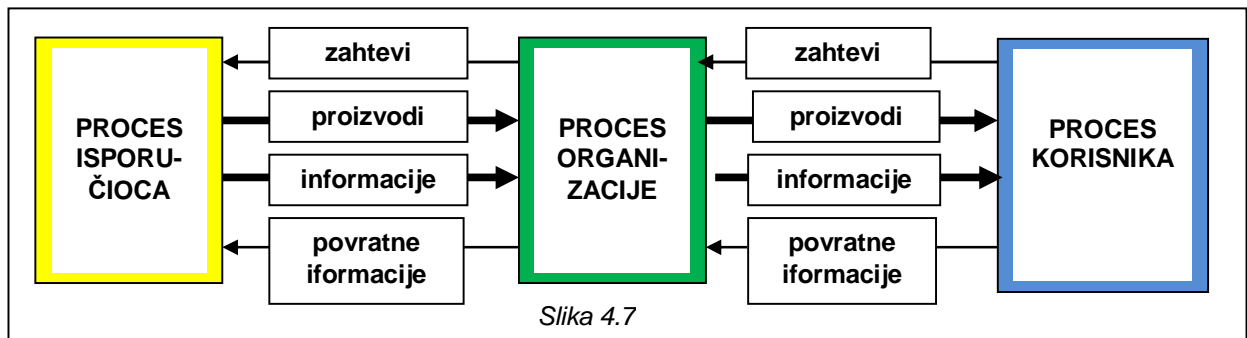 PROCES
ISPORU-
ČIOCA
zahtevi
proizvodi
informacije
povratne
iformacije
PROCES
ORGANI-
ZACIJE
zahtevi
proizvodi
informacije
povratne
iformacije
PROCES
KORISNIKA
Slika 4.7